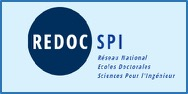 REDOC SPI
Réseau National
Ecoles Doctorales
Sciences Pour l'Ingénieur